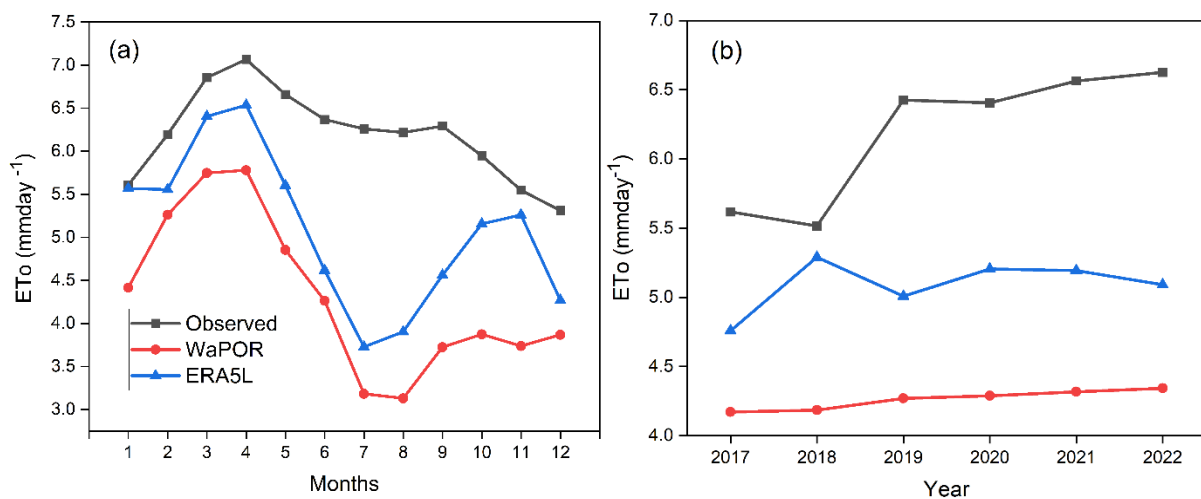 (a)
ETo (mmday⁻¹)
7.5
7.0
6.5
6.0
5.5
5.0
4.5
4.0
3.5
3.0
Observed
WaPOR
ERA5L
1 2 3 4 5 6 7 8 9 10 11 12
Months
(b)
ETo (mmday⁻¹)
7.0
6.5
6.0
5.5
5.0
4.5
4.0
2017 2018 2019 2020 2021 2022
Year